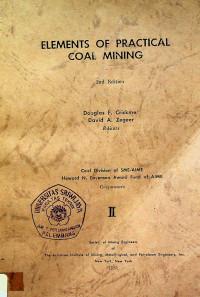 ELEMENTS OF PRACTICAL
COAL MINING
2nd Edition
Douglas F. Crickmer
David A. Zegeer
Editors
Coal Division of SME-AIME
Howard N. Eavenson Award Fund of AIME
Cosponsors
UNIVERSITAS SRIWIJAYA
PALEMBANG
II
Society of Mining Engineers
of
The American Institute of Mining, Metallurgical, and Petroleum Engineers, Inc.
New York, New York